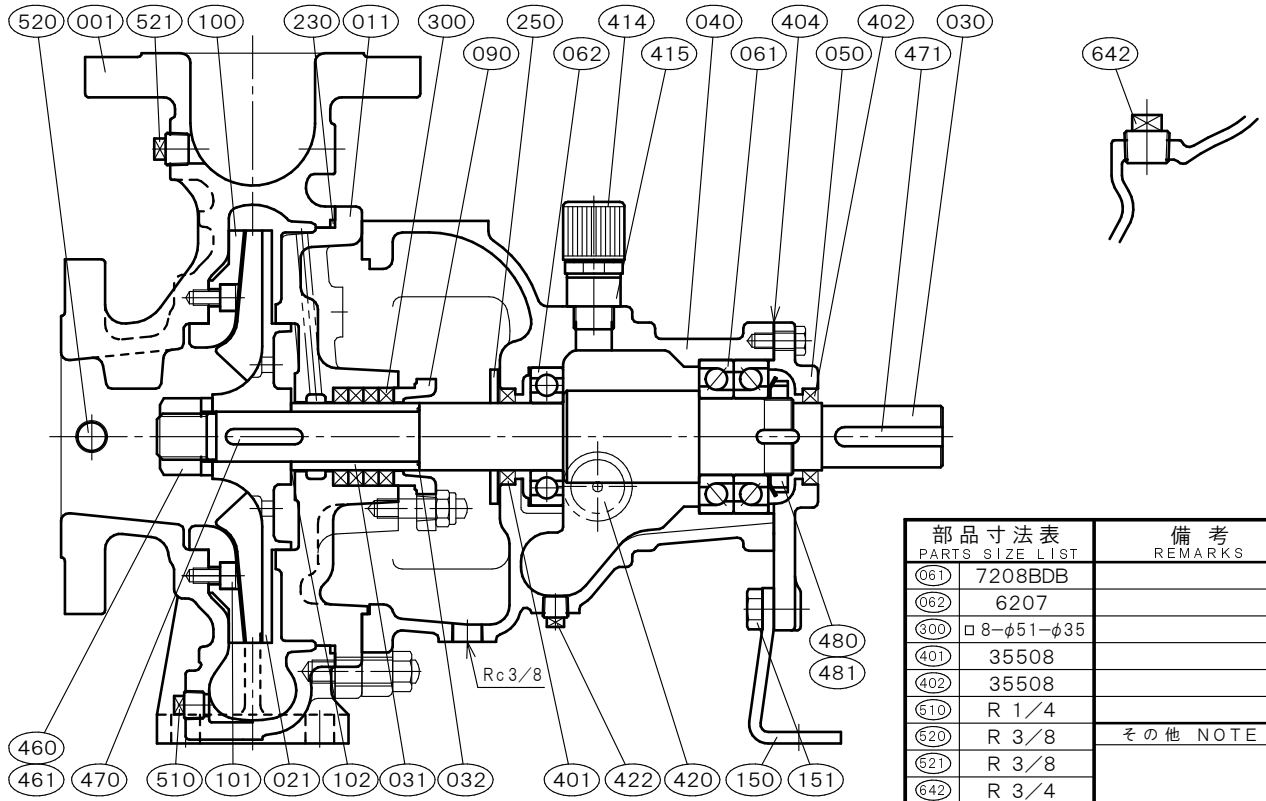 520 001 521 100 230 011 300 250 414 040 404 402 471 030
090 062 415 061 050 642
Rc3/8
480
481
460
461 470 510 101 021 102 031 032 401 422 420 150 151
部品寸法表 備考
PARTS SIZE LIST REMARKS
061 7208BDB
062 6207
300 □8-φ51-φ35
401 35508
402 35508
510 R 1/4
520 R 3/8 その他 NOTE
521 R 3/8
642 R 3/4